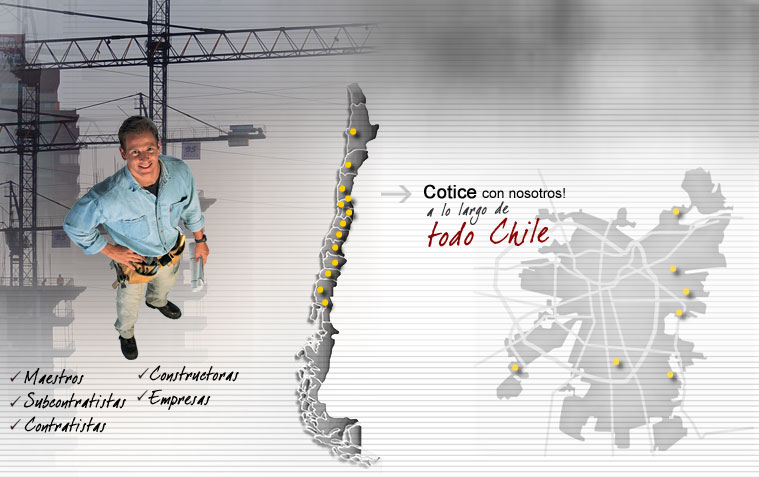 Cotice con nosotros!
a lo largo de
todo Chile
✓ Maestros
✓ Subcontratistas
✓ Contratistas
✓ Constructoras
✓ Empresas